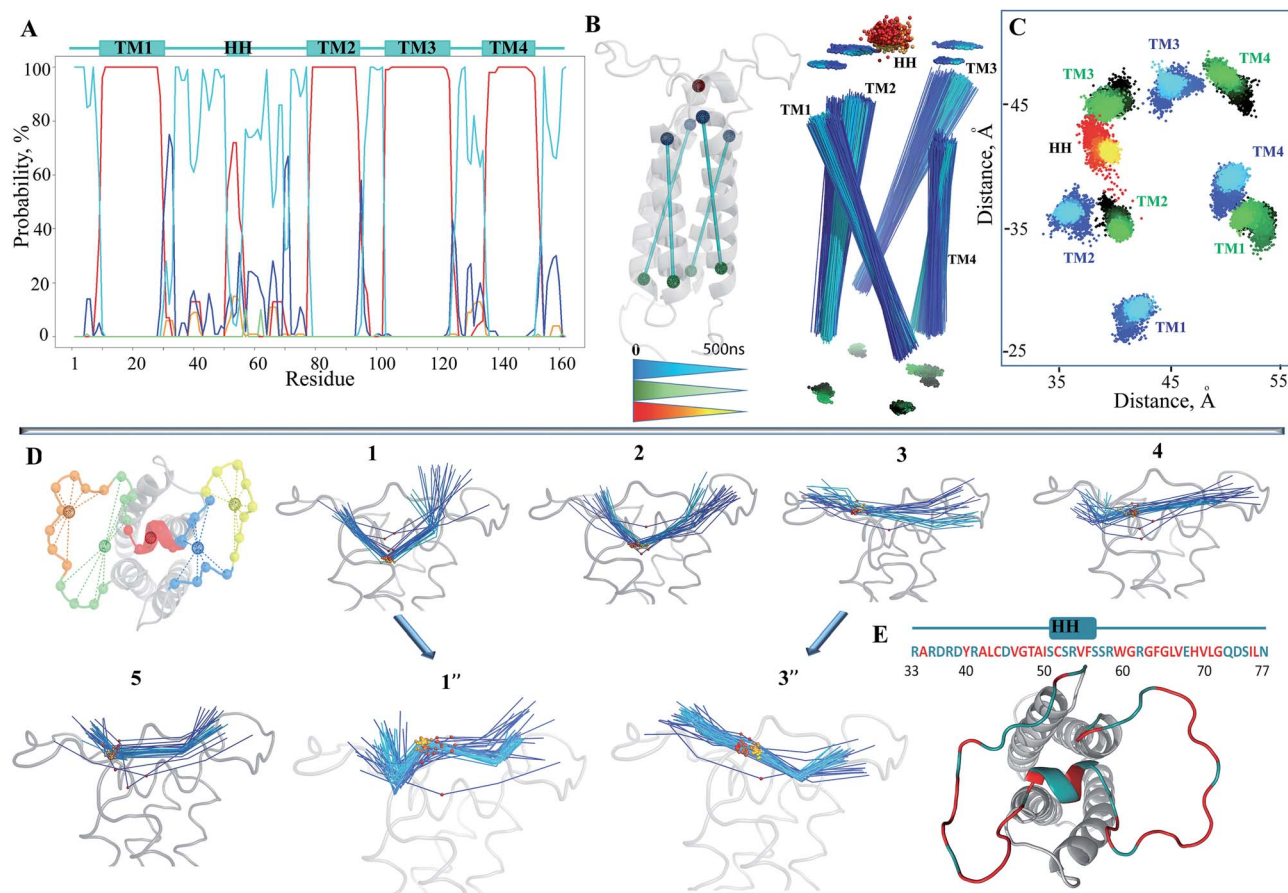 A
TM1
HH
TM2
TM3
TM4
Probability, %
100
80
60
40
20
0
1
20
40
60
80
100
120
140
160
Residue
B
HH
TM3
TM2
TM1
TM4
0
500ns
C
TM3
TM4
TM3
HH
TM4
TM2
TM2
TM1
TM1
Distance, Å
-45
-35
-25
35
45
55
Distance, Å
D
1
2
3
4
5
1"
3"
E
HH
RARDRDYRALCDVGTAISCSRVFSSRWGRGFGLVEHVLGQDSILN
33
40
50
60
70
77